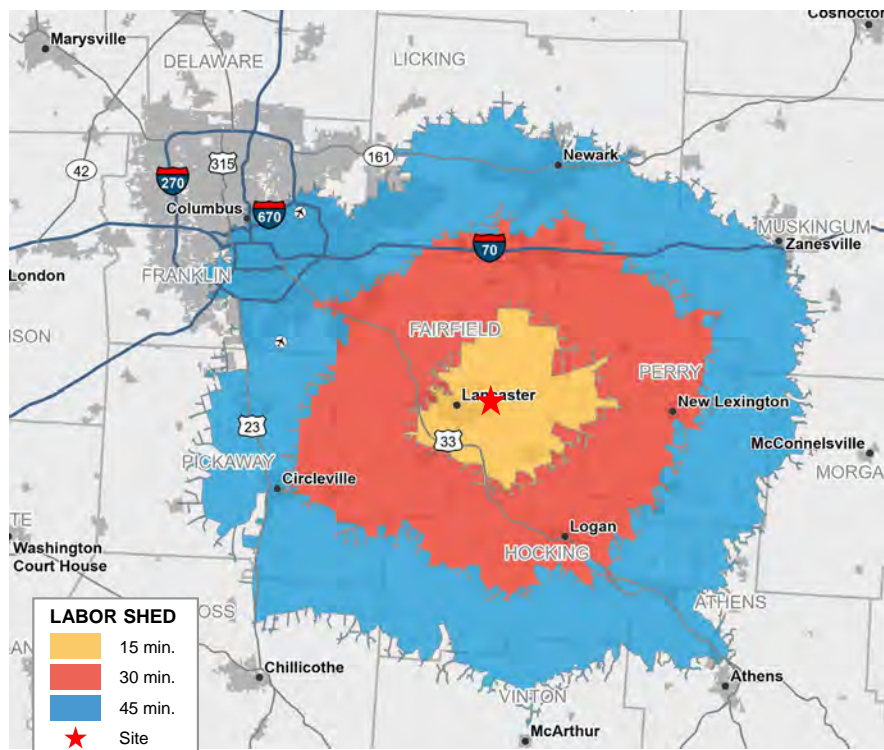 Coshocton
Marysville
DELAWARE
LICKING
315
161
42
Newark
270
Columbus
670
MUSKINGUM
Zanesville
70
London
FRANKLIN
ISON
FAIRFIELD
PERRY
Lancaster
New Lexington
23
33
McConnelsville
PICKAWAY
MORGA
Circleville
TE
Logan
Washington
Court House
HOCKING
ATHENS
LABOR SHED
OSS
15 min.
AN
30 min.
Chillicothe
Athens
45 min.
VINTON
Site
McArthur